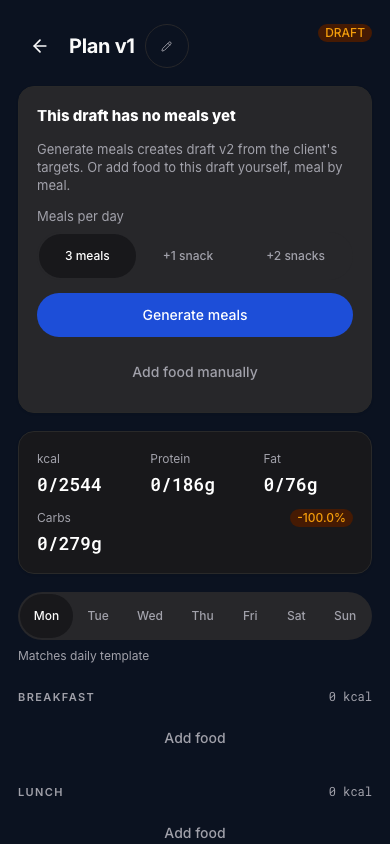 Plan v1
DRAFT
This draft has no meals yet
Generate meals creates draft v2 from the client's
targets. Or add food to this draft yourself, meal by
meal.
Meals per day
3 meals
+1 snack
+2 snacks
Generate meals
Add food manually
kcal
Protein
Fat
0/2544
0/186g
0/76g
Carbs
-100.0%
0/279g
Mon
Tue
Wed
Thu
Fri
Sat
Sun
Matches daily template
BREAKFAST
0 kcal
Add food
LUNCH
0 kcal
Add food